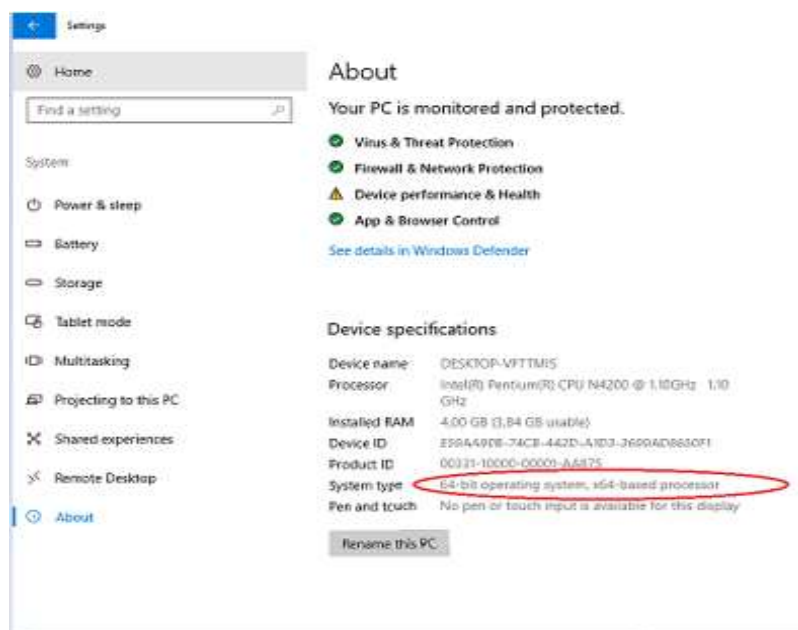 Settings
Home
Find a setting
System
Power & sleep
Battery
Storage
Tablet mode
Multitasking
Projecting to this PC
Shared experiences
Remote Desktop
About
About
Your PC is monitored and protected.
Virus & Threat Protection
Firewall & Network Protection
Device performance & Health
App & Browser Control
See details in Windows Defender
Device specifications
Device name
Processor Intel(R) Pentium(R) CPU N4200 @ 1.10GHz 1.10
GHz
Installed RAM 4.00 GB (3.84 GB usable)
Device ID
Product ID 00331-10000-00001-AA875
System type 64-bit operating system, x64-based processor
Pen and touch No pen or touch input is available for this display
Rename this PC